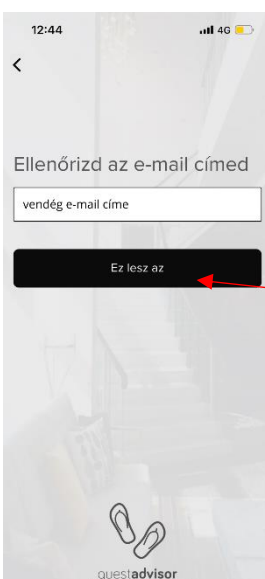 12:44
4G
Ellenőrizd az e-mail címed
vendég e-mail címe
Ez lesz az
guestadvisor